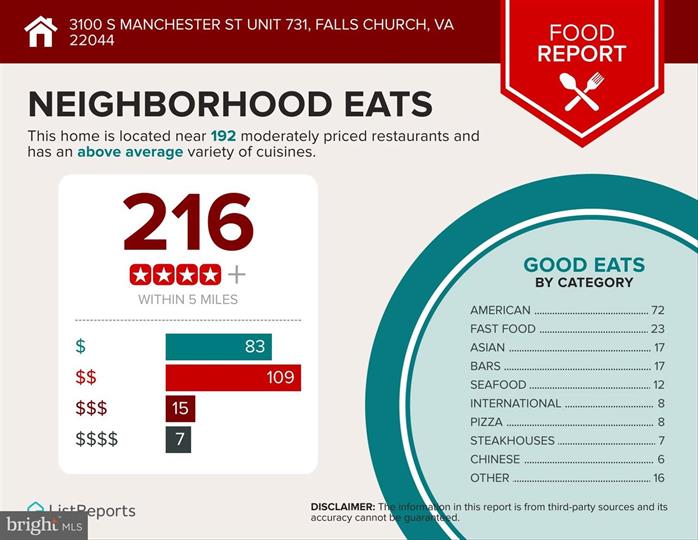 3100 S MANCHESTER ST UNIT 731, FALLS CHURCH, VA
22044
FOOD
REPORT
NEIGHBORHOOD EATS
This home is located near 192 moderately priced restaurants and
has an above average variety of cuisines.
216
+
WITHIN 5 MILES
$ 83
$$ 109
$$$ 15
$$$$ 7
GOOD EATS
BY CATEGORY
AMERICAN ........................................ 72
FAST FOOD ...................................... 23
ASIAN ................................................ 17
BARS .................................................. 17
SEAFOOD ......................................... 12
INTERNATIONAL .............................. 8
PIZZA ................................................. 8
STEAKHOUSES ................................. 7
CHINESE ............................................ 6
OTHER ............................................... 16
ListReports
DISCLAIMER: The information in this report is from third-party sources and its
accuracy cannot be guaranteed.
bright MLS